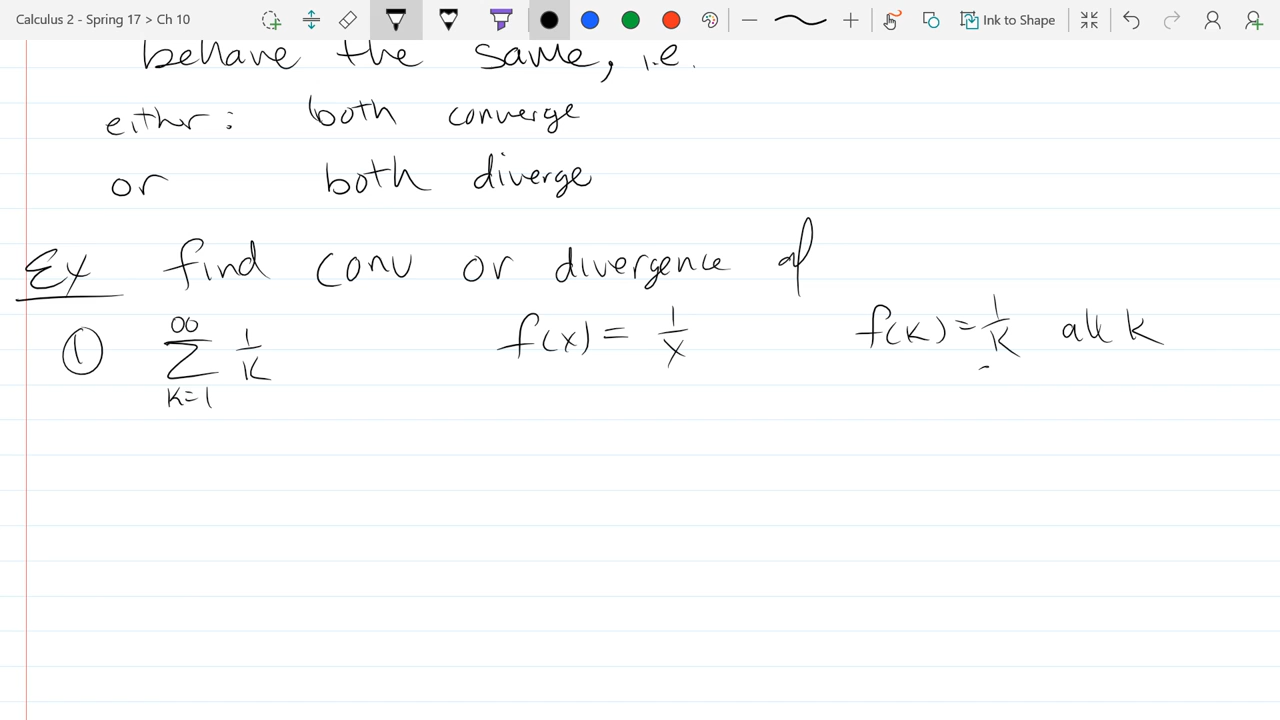 Calculus 2 - Spring 17 > Ch 10 Ink to Shape
behave the same, i.e.
either: both converge
or both diverge
Ex find conv or divergence of
① ∞ ∑ k=1 1/k f(x) = 1/x f(k) = 1/k all k